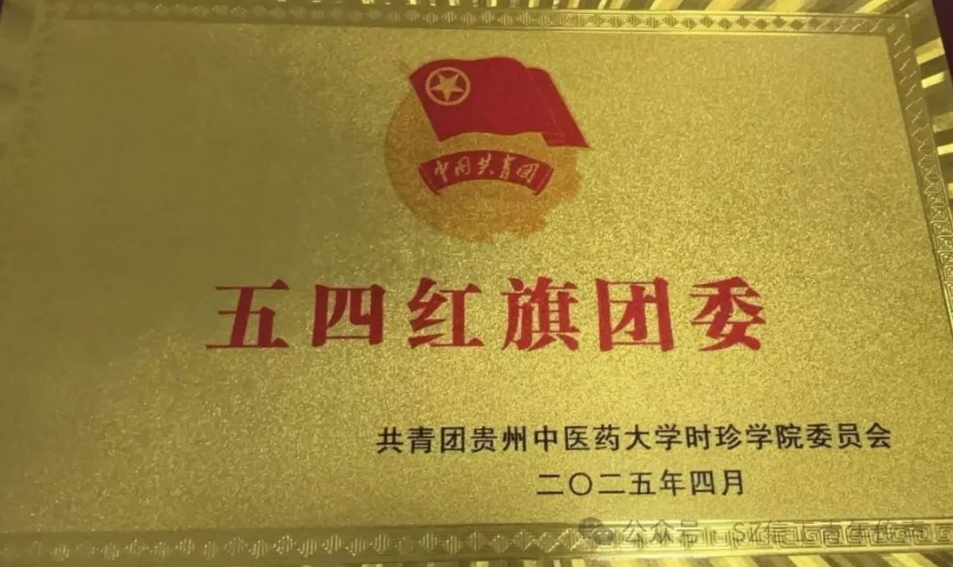 中国共青团
五四红旗团委
共青团贵州中医药大学时珍学院委员会
二〇二五年四月
公众号